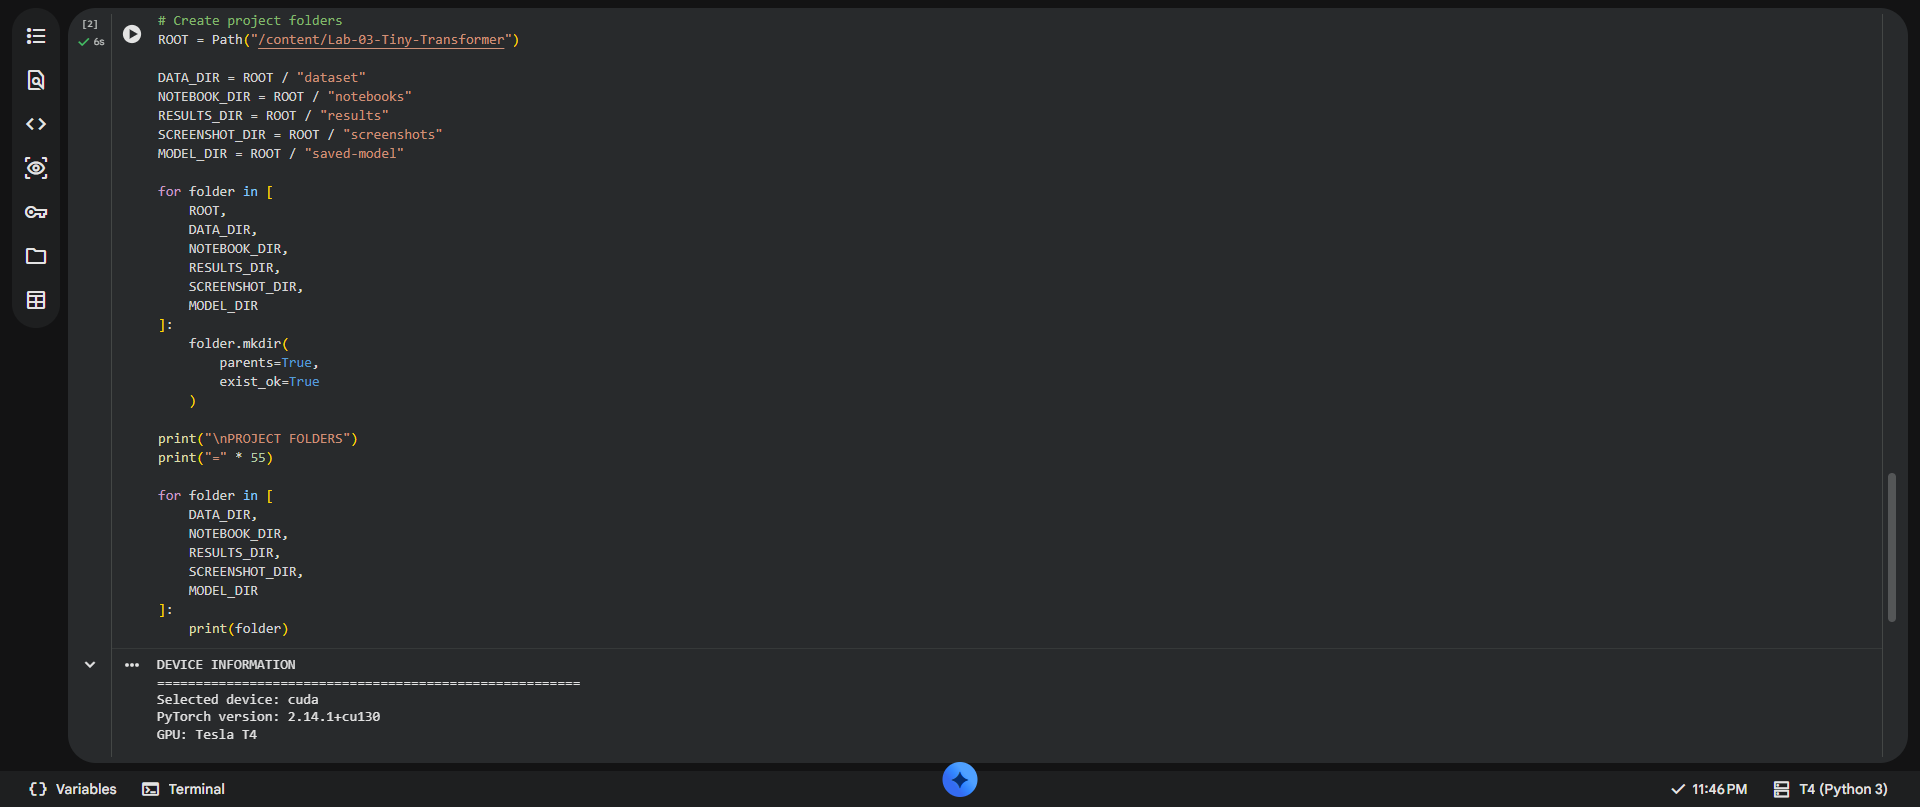 [2]
6s
# Create project folders
ROOT = Path("/content/Lab-03-Tiny-Transformer")
DATA_DIR = ROOT / "dataset"
NOTEBOOK_DIR = ROOT / "notebooks"
RESULTS_DIR = ROOT / "results"
SCREENSHOT_DIR = ROOT / "screenshots"
MODEL_DIR = ROOT / "saved-model"
for folder in [
    ROOT,
    DATA_DIR,
    NOTEBOOK_DIR,
    RESULTS_DIR,
    SCREENSHOT_DIR,
    MODEL_DIR
]:
    folder.mkdir(
        parents=True,
        exist_ok=True
    )
print("\nPROJECT FOLDERS")
print("=" * 55)
for folder in [
    DATA_DIR,
    NOTEBOOK_DIR,
    RESULTS_DIR,
    SCREENSHOT_DIR,
    MODEL_DIR
]:
    print(folder)
DEVICE INFORMATION
=======================================================
Selected device: cuda
PyTorch version: 2.14.1+cu130
GPU: Tesla T4
{} Variables
Terminal
11:46 PM
T4 (Python 3)